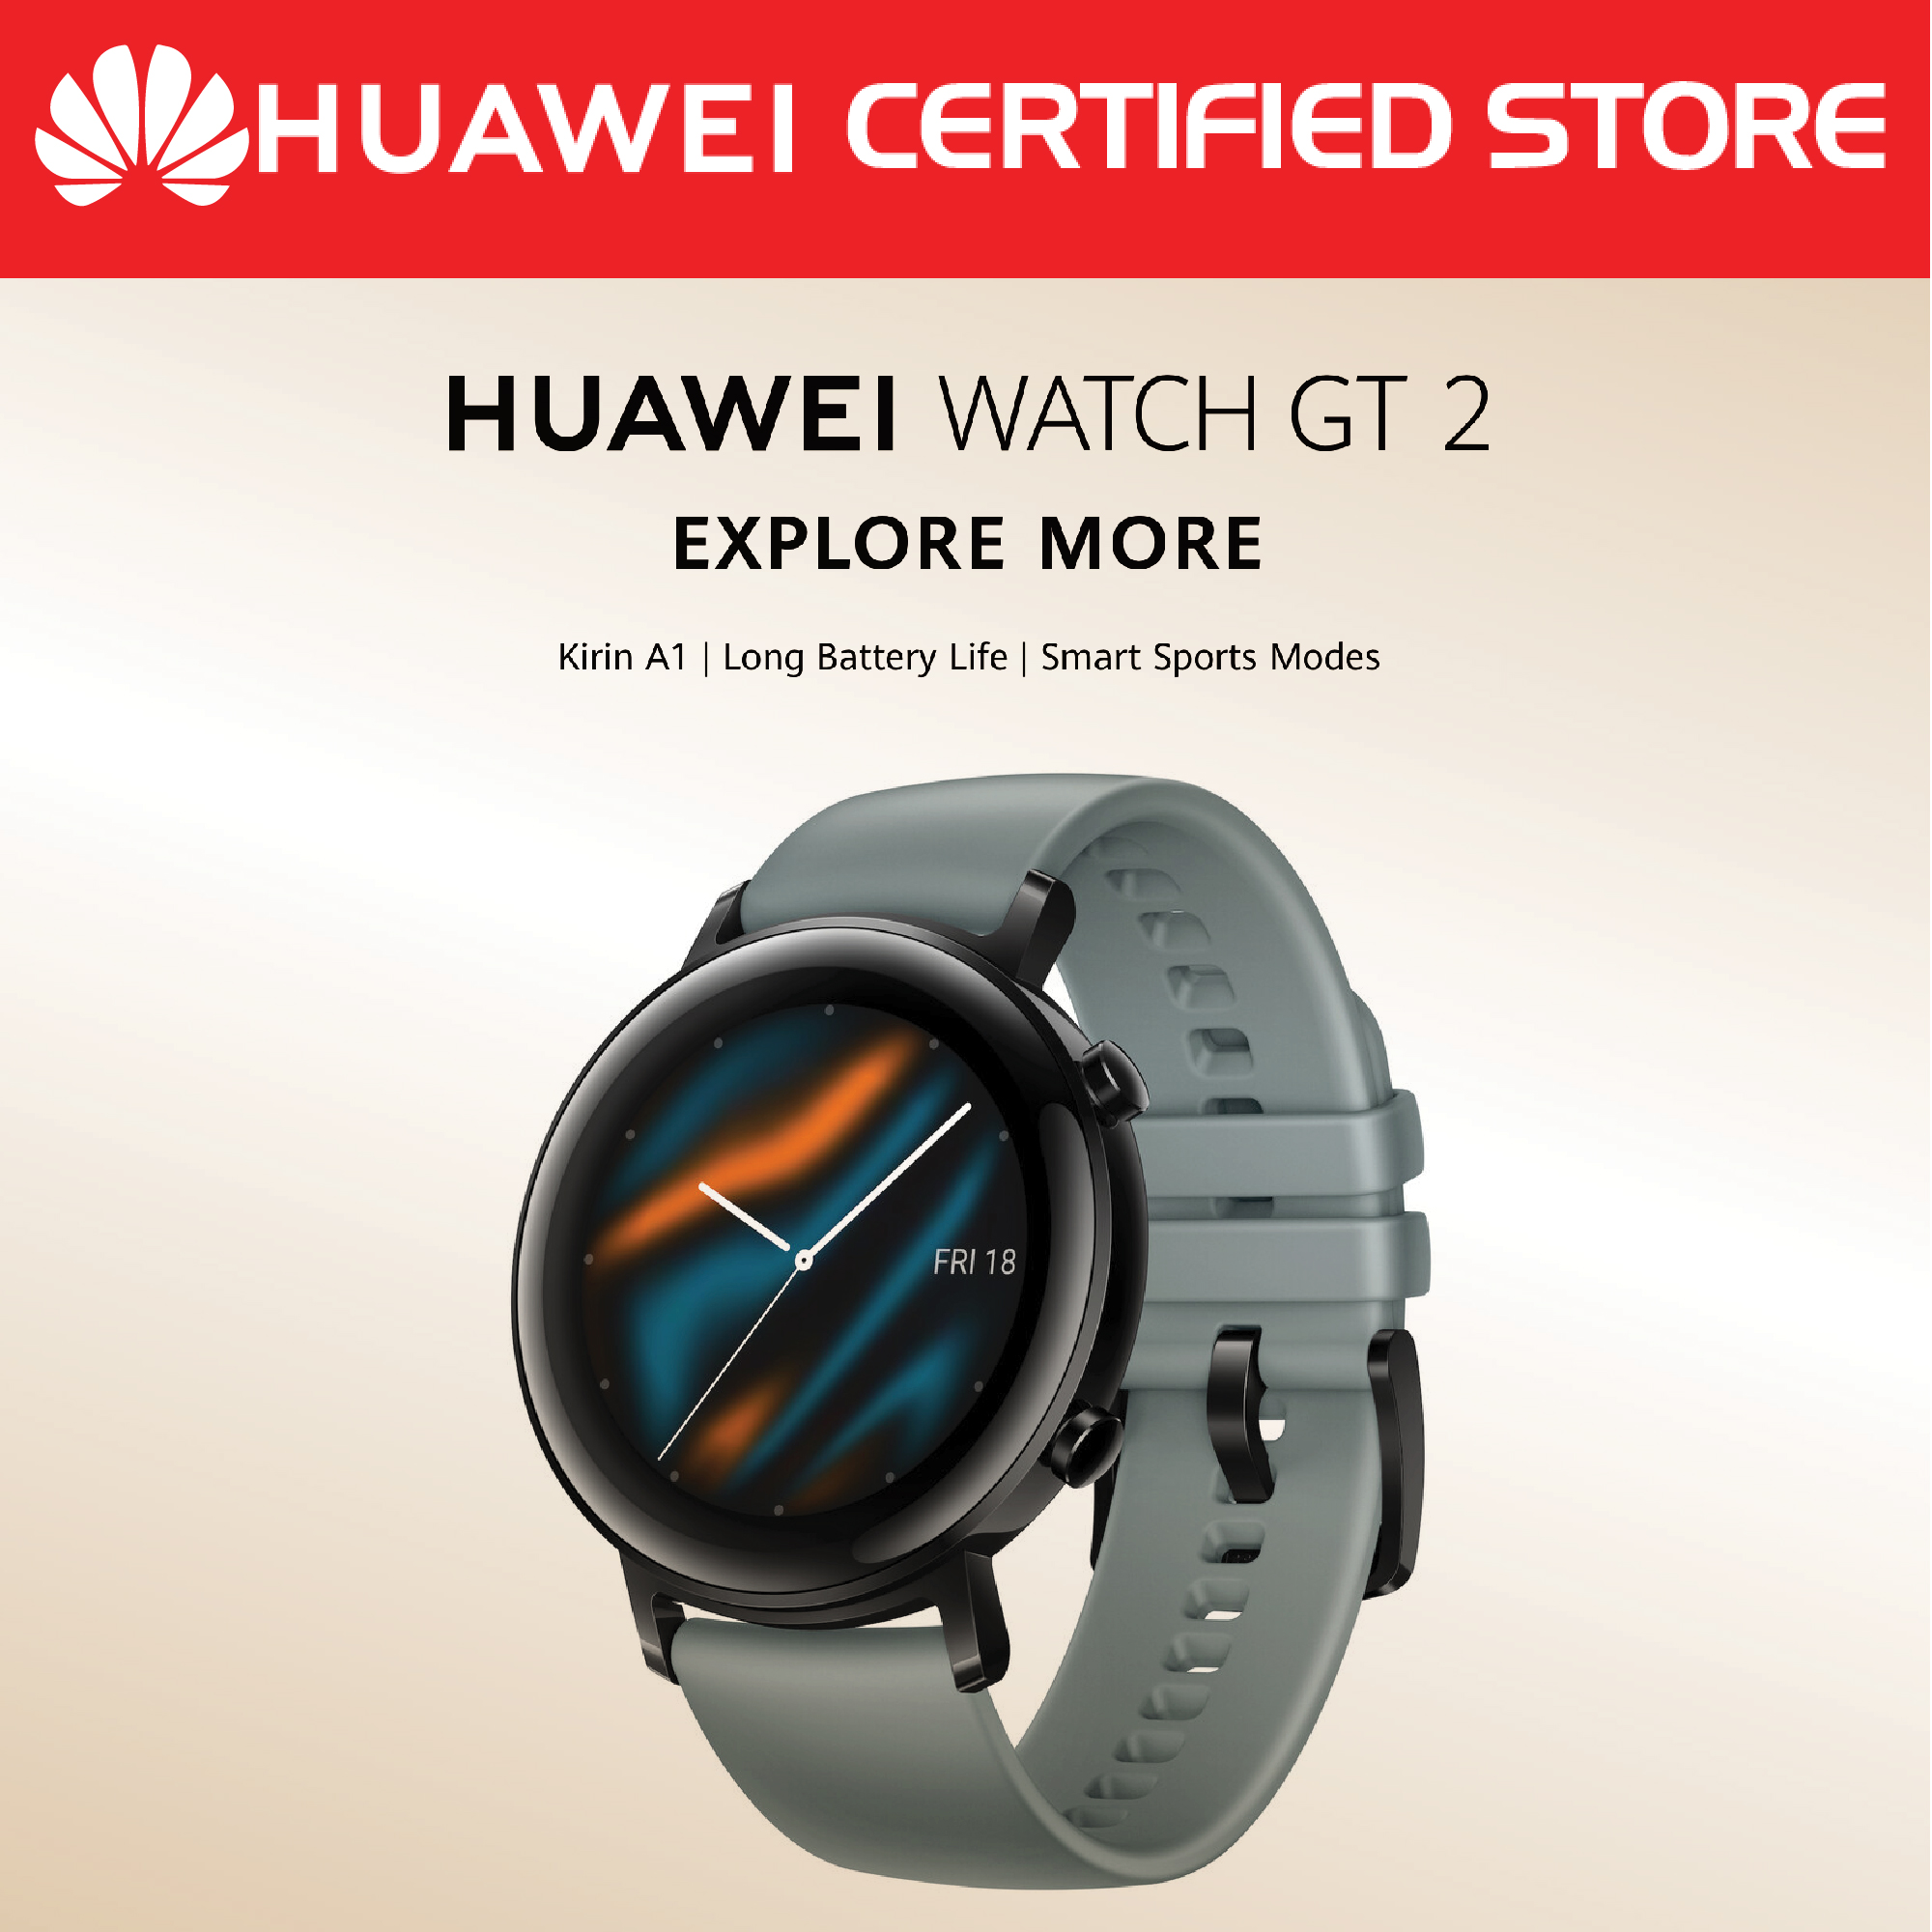 HUAWEI CERTIFIED STORE
HUAWEI WATCH GT 2
EXPLORE MORE
Kirin A1 | Long Battery Life | Smart Sports Modes
FRI 18